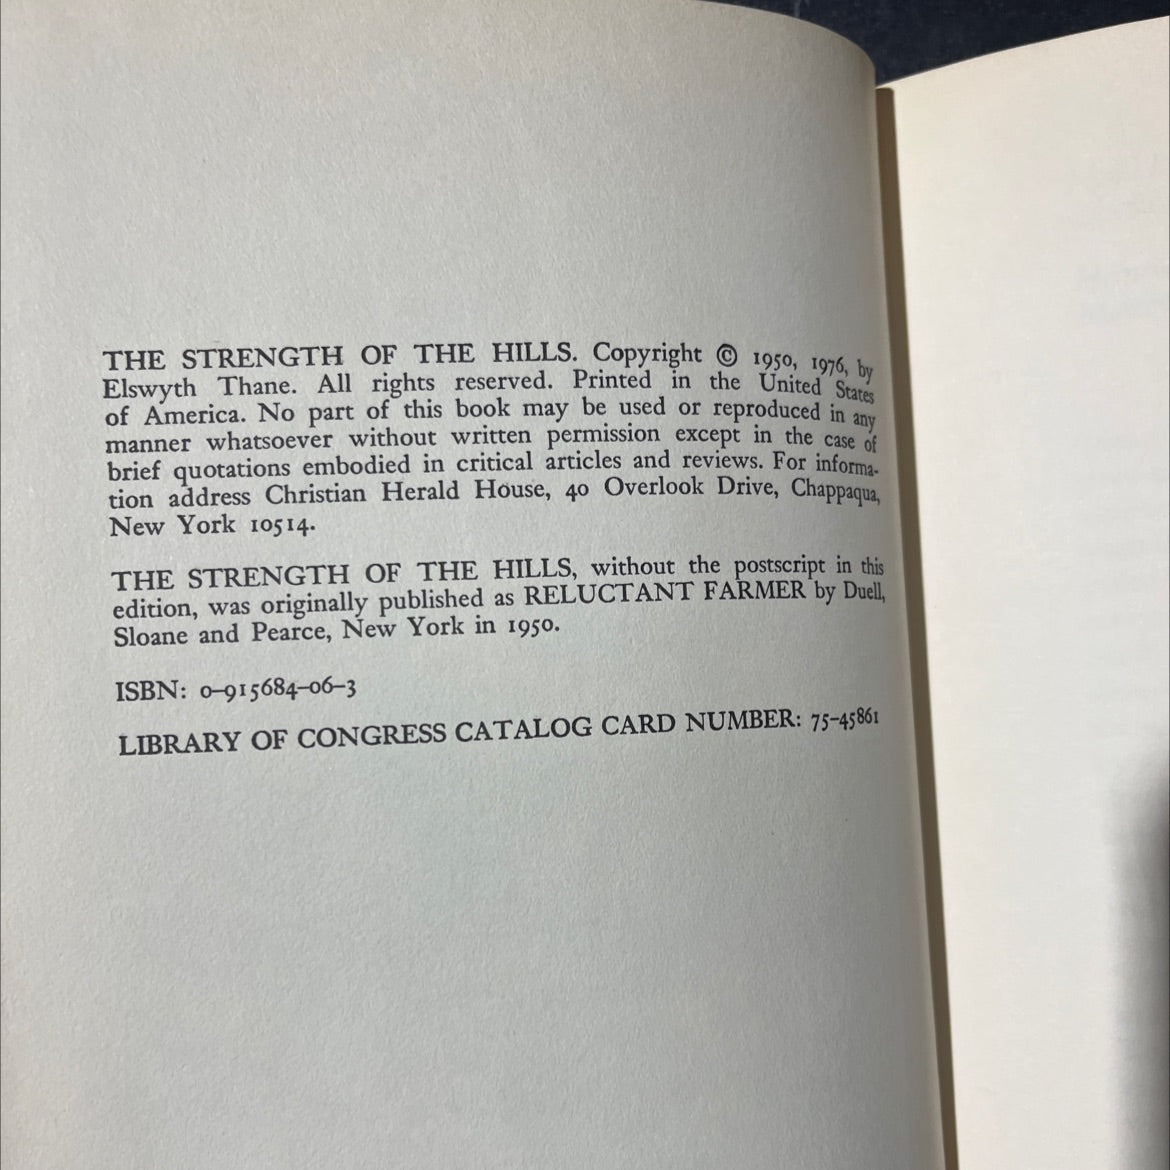 THE STRENGTH OF THE HILLS. Copyright © 1950, 1976, by
Elswyth Thane. All rights reserved. Printed in the United States
of America. No part of this book may be used or reproduced in any
manner whatsoever without written permission except in the case of
brief quotations embodied in critical articles and reviews. For informa-
tion address Christian Herald House, 40 Overlook Drive, Chappaqua,
New York 10514.
THE STRENGTH OF THE HILLS, without the postscript in this
edition, was originally published as RELUCTANT FARMER by Duell,
Sloane and Pearce, New York in 1950.
ISBN: 0–915684–06–3
LIBRARY OF CONGRESS CATALOG CARD NUMBER: 75–45861